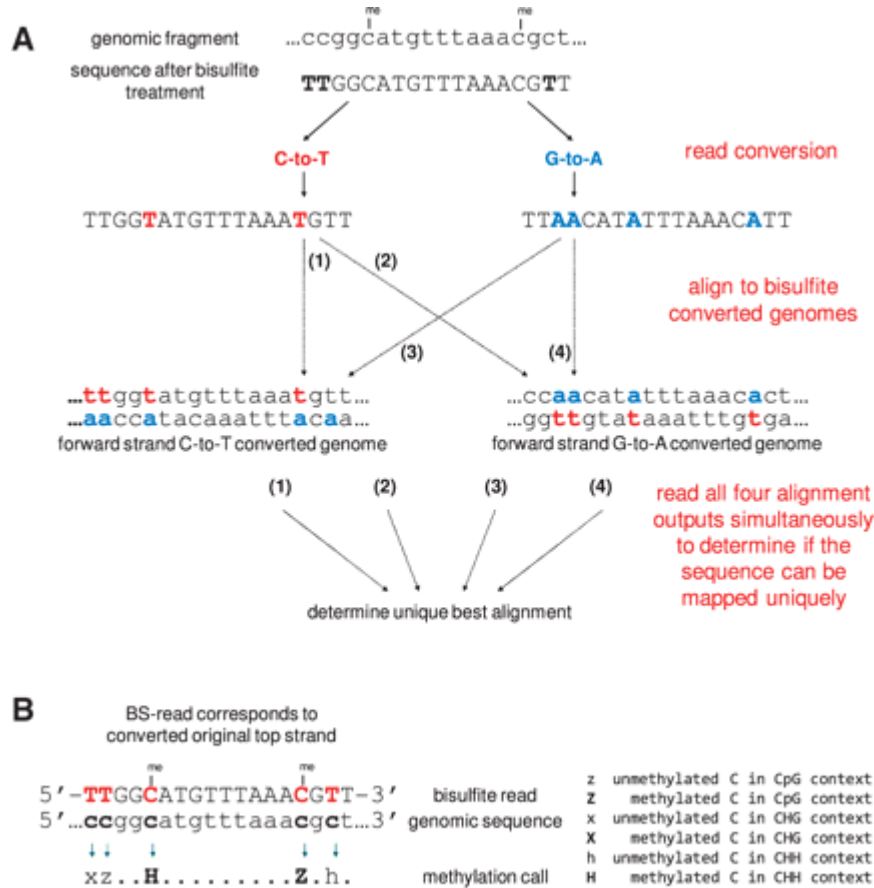 A
me me
genomic fragment …ccggcatgtttaaacgct…
sequence after bisulfite treatment TTGGCATGTTTAAACGTT
C-to-T G-to-A read conversion
TTGGTATGTTTAAATGTT TTAACATATTTAAACATT
(1) (2)
align to bisulfite
converted genomes
(3) (4)
…ttggtatgtttaaatgtt… …ccaacatatttaaacact…
aaccatacaaatttacaa… ggttgtataaatttgtga
forward strand C-to-T converted genome forward strand G-to-A converted genome
(1) (2) (3) (4)
read all four alignment
outputs simultaneously
to determine if the
sequence can be
mapped uniquely
determine unique best alignment
B
BS-read corresponds to
converted original top strand
me me
5’-TTGGCATGTTTAAACGTT-3’ bisulfite read
5’…ccggcatgtttaaacgct…3’ genomic sequence
xz..H.........Z.h. methylation call
z unmethylated C in CpG context
Z methylated C in CpG context
x unmethylated C in CHG context
X methylated C in CHG context
h unmethylated C in CHH context
H methylated C in CHH context